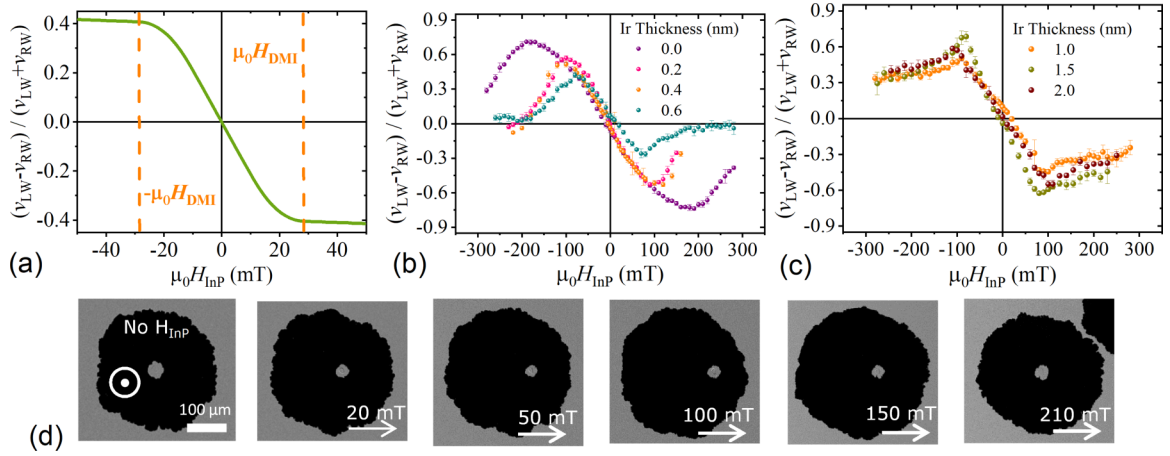 0.4
0.2
0.0
-0.2
-0.4
(v_LW-v_RW) / (v_LW+v_RW)
μ₀H_DMI
-μ₀H_DMI
-40 -20 0 20 40
μ₀H_InP (mT)
(a)
0.9
0.6
0.3
0.0
-0.3
-0.6
-0.9
(v_LW-v_RW) / (v_LW+v_RW)
Ir Thickness (nm)
0.0
0.2
0.4
0.6
-300 -200 -100 0 100 200 300
μ₀H_InP (mT)
(b)
0.9
0.6
0.3
0.0
-0.3
-0.6
-0.9
(v_LW-v_RW) / (v_LW+v_RW)
Ir Thickness (nm)
1.0
1.5
2.0
-300 -200 -100 0 100 200 300
μ₀H_InP (mT)
(c)
No H_InP
100 μm
20 mT
50 mT
100 mT
150 mT
210 mT
(d)